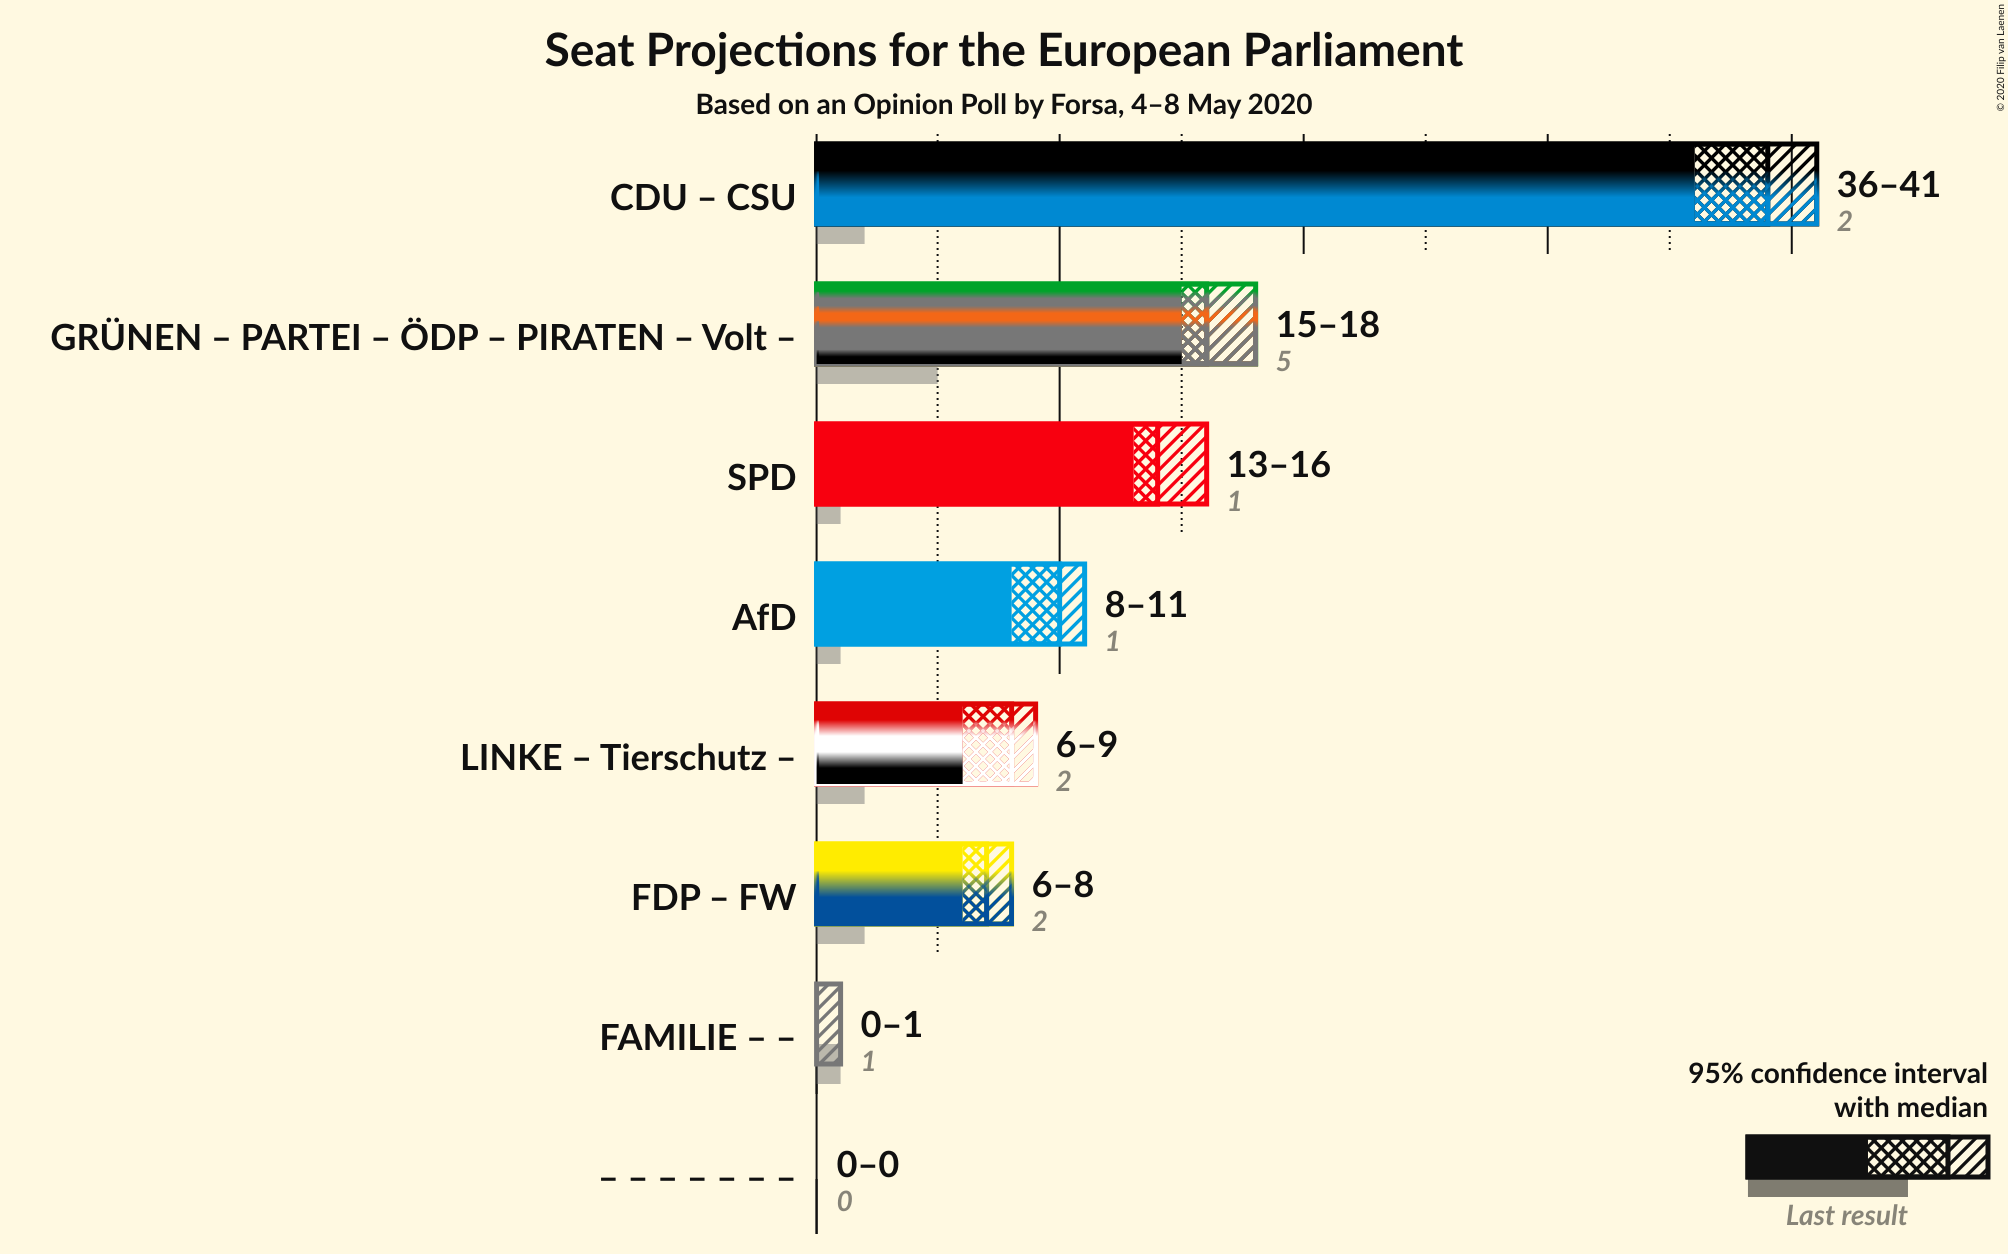 Seat Projections for the European Parliament
Based on an Opinion Poll by Forsa, 4–8 May 2020
© 2020 Filip van Laenen
CDU – CSU
36–41
2
GRÜNEN – PARTEI – ÖDP – PIRATEN – Volt –
15–18
5
SPD
13–16
1
AfD
8–11
1
LINKE – Tierschutz –
6–9
2
FDP – FW
6–8
2
FAMILIE – –
0–1
1
– – – – – – –
0–0
0
95% confidence interval
with median
Last result